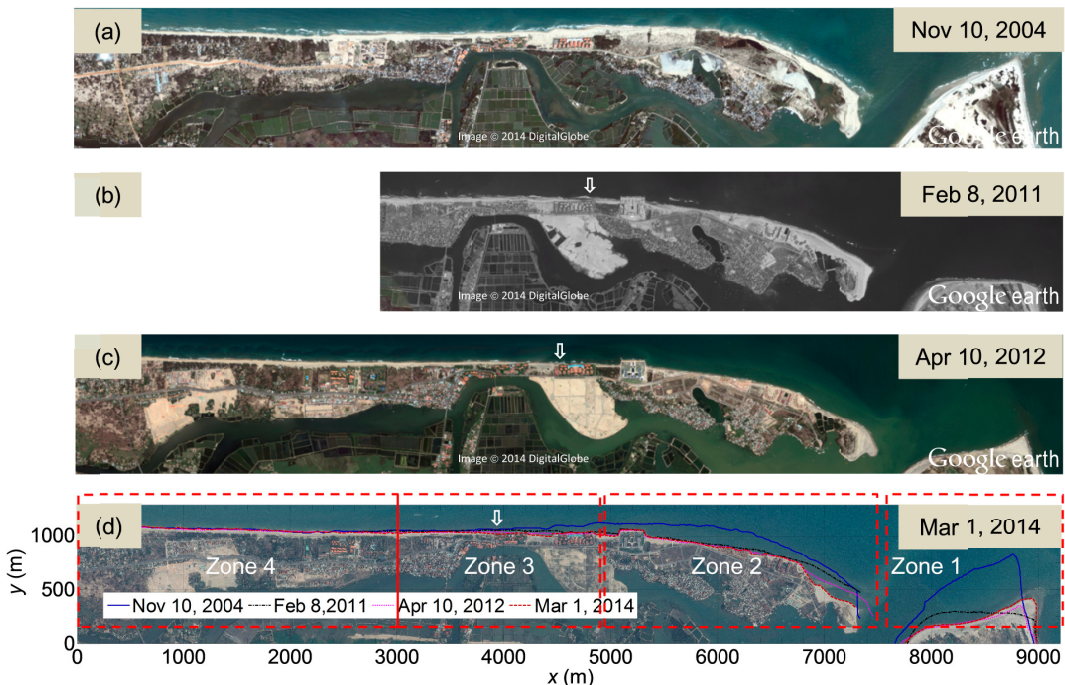 (a)
Nov 10, 2004
Image © 2014 DigitalGlobe
Google earth
(b)
Feb 8, 2011
Image © 2014 DigitalGlobe
Google earth
(c)
Apr 10, 2012
Image © 2014 DigitalGlobe
Google earth
(d)
Mar 1, 2014
1000
500
0
y (m)
Zone 4
Zone 3
Zone 2
Zone 1
Nov 10, 2004 Feb 8,2011 Apr 10, 2012 Mar 1, 2014
0 1000 2000 3000 4000 5000 6000 7000 8000 9000
x (m)